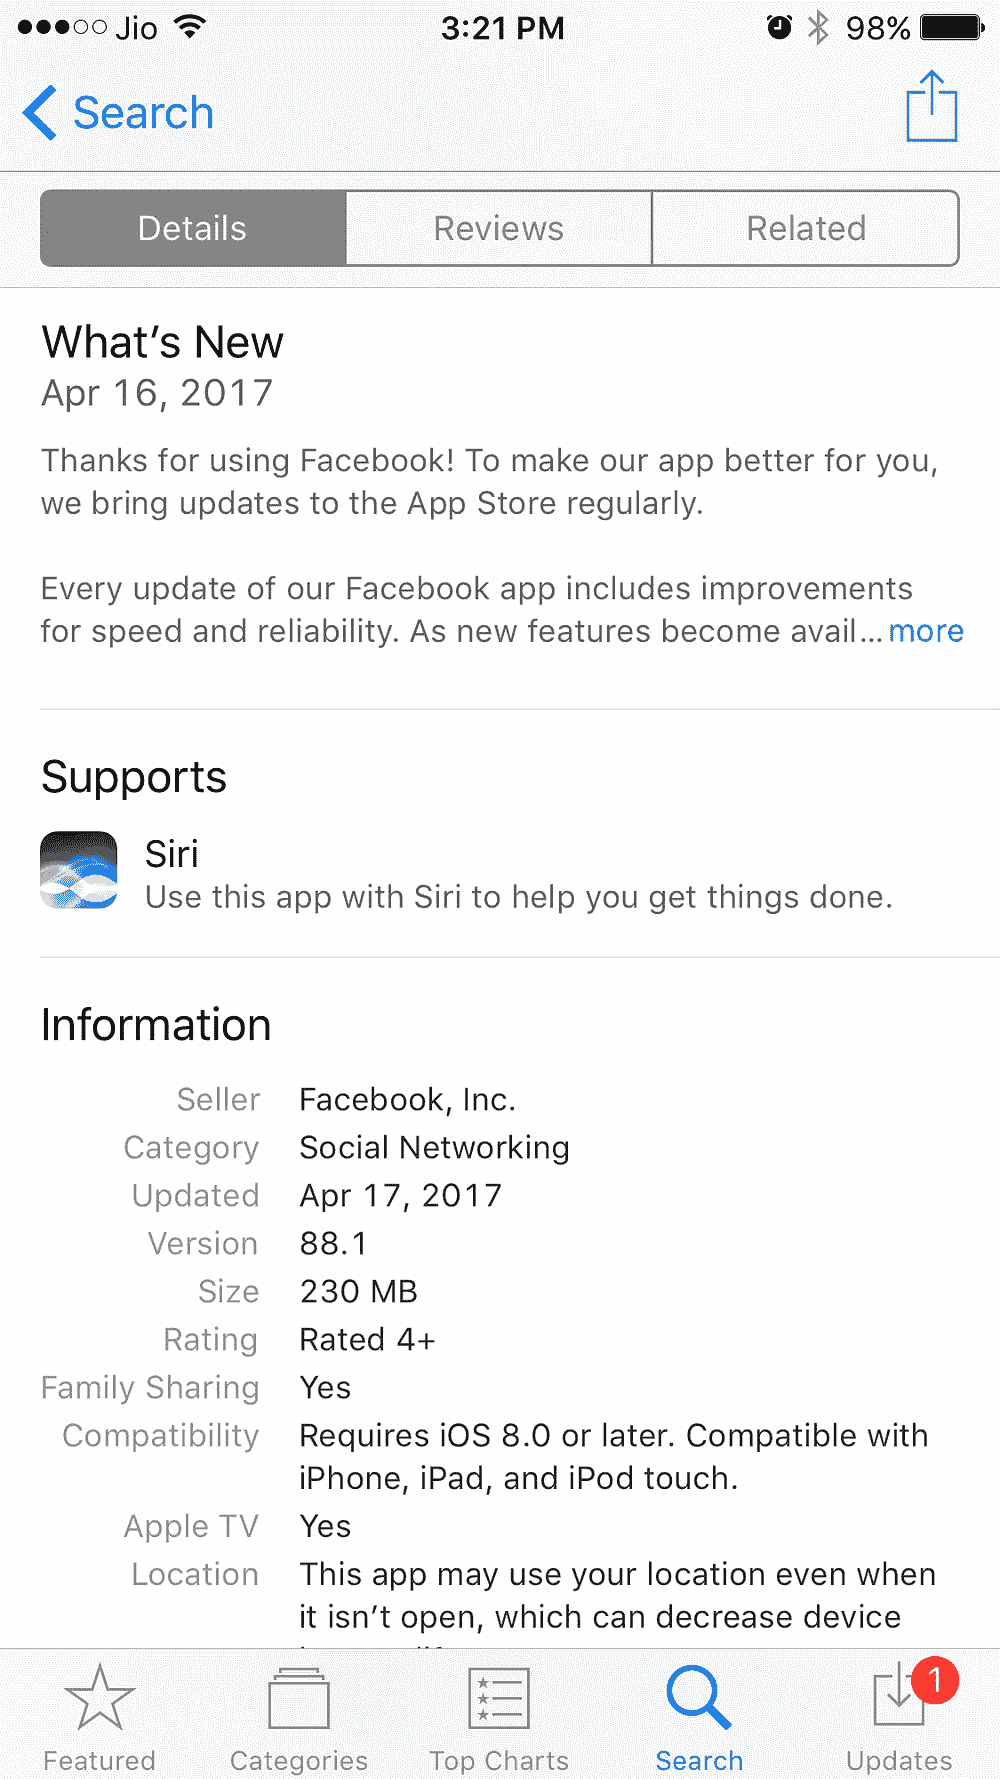 Jio 3:21 PM 98%
Search
Details Reviews Related
What's New
Apr 16, 2017
Thanks for using Facebook! To make our app better for you,
we bring updates to the App Store regularly.
Every update of our Facebook app includes improvements
for speed and reliability. As new features become avail... more
Supports
Siri
Use this app with Siri to help you get things done.
Information
Seller Facebook, Inc.
Category Social Networking
Updated Apr 17, 2017
Version 88.1
Size 230 MB
Rating Rated 4+
Family Sharing Yes
Compatibility Requires iOS 8.0 or later. Compatible with
iPhone, iPad, and iPod touch.
Apple TV Yes
Location This app may use your location even when
it isn't open, which can decrease device
1
Featured Categories Top Charts Search Updates